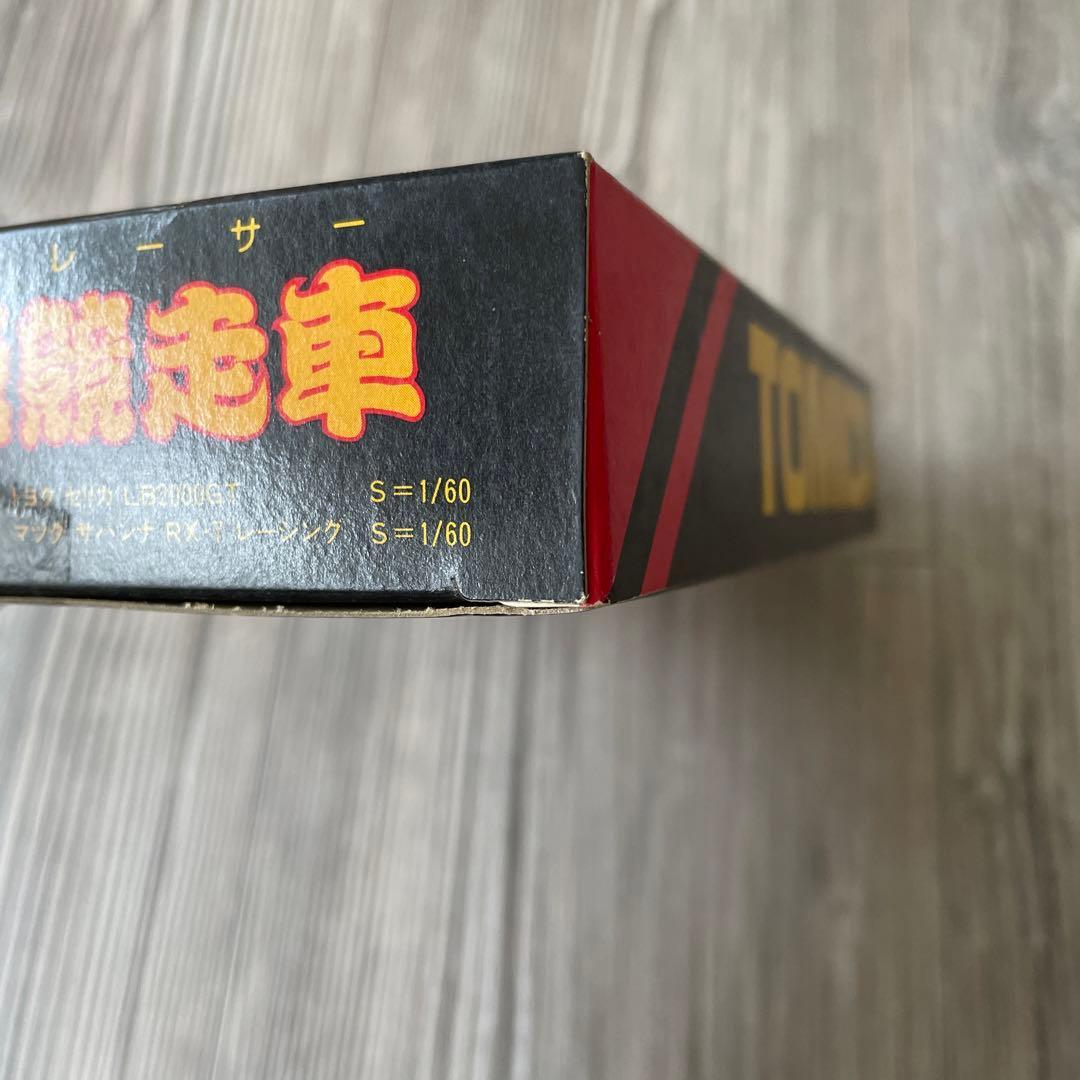 レーサー
競走車
トヨタ セリカ LB2000GT S=1/60
マツダ サバンナ RX-7 レーシング S=1/60
TOMICA